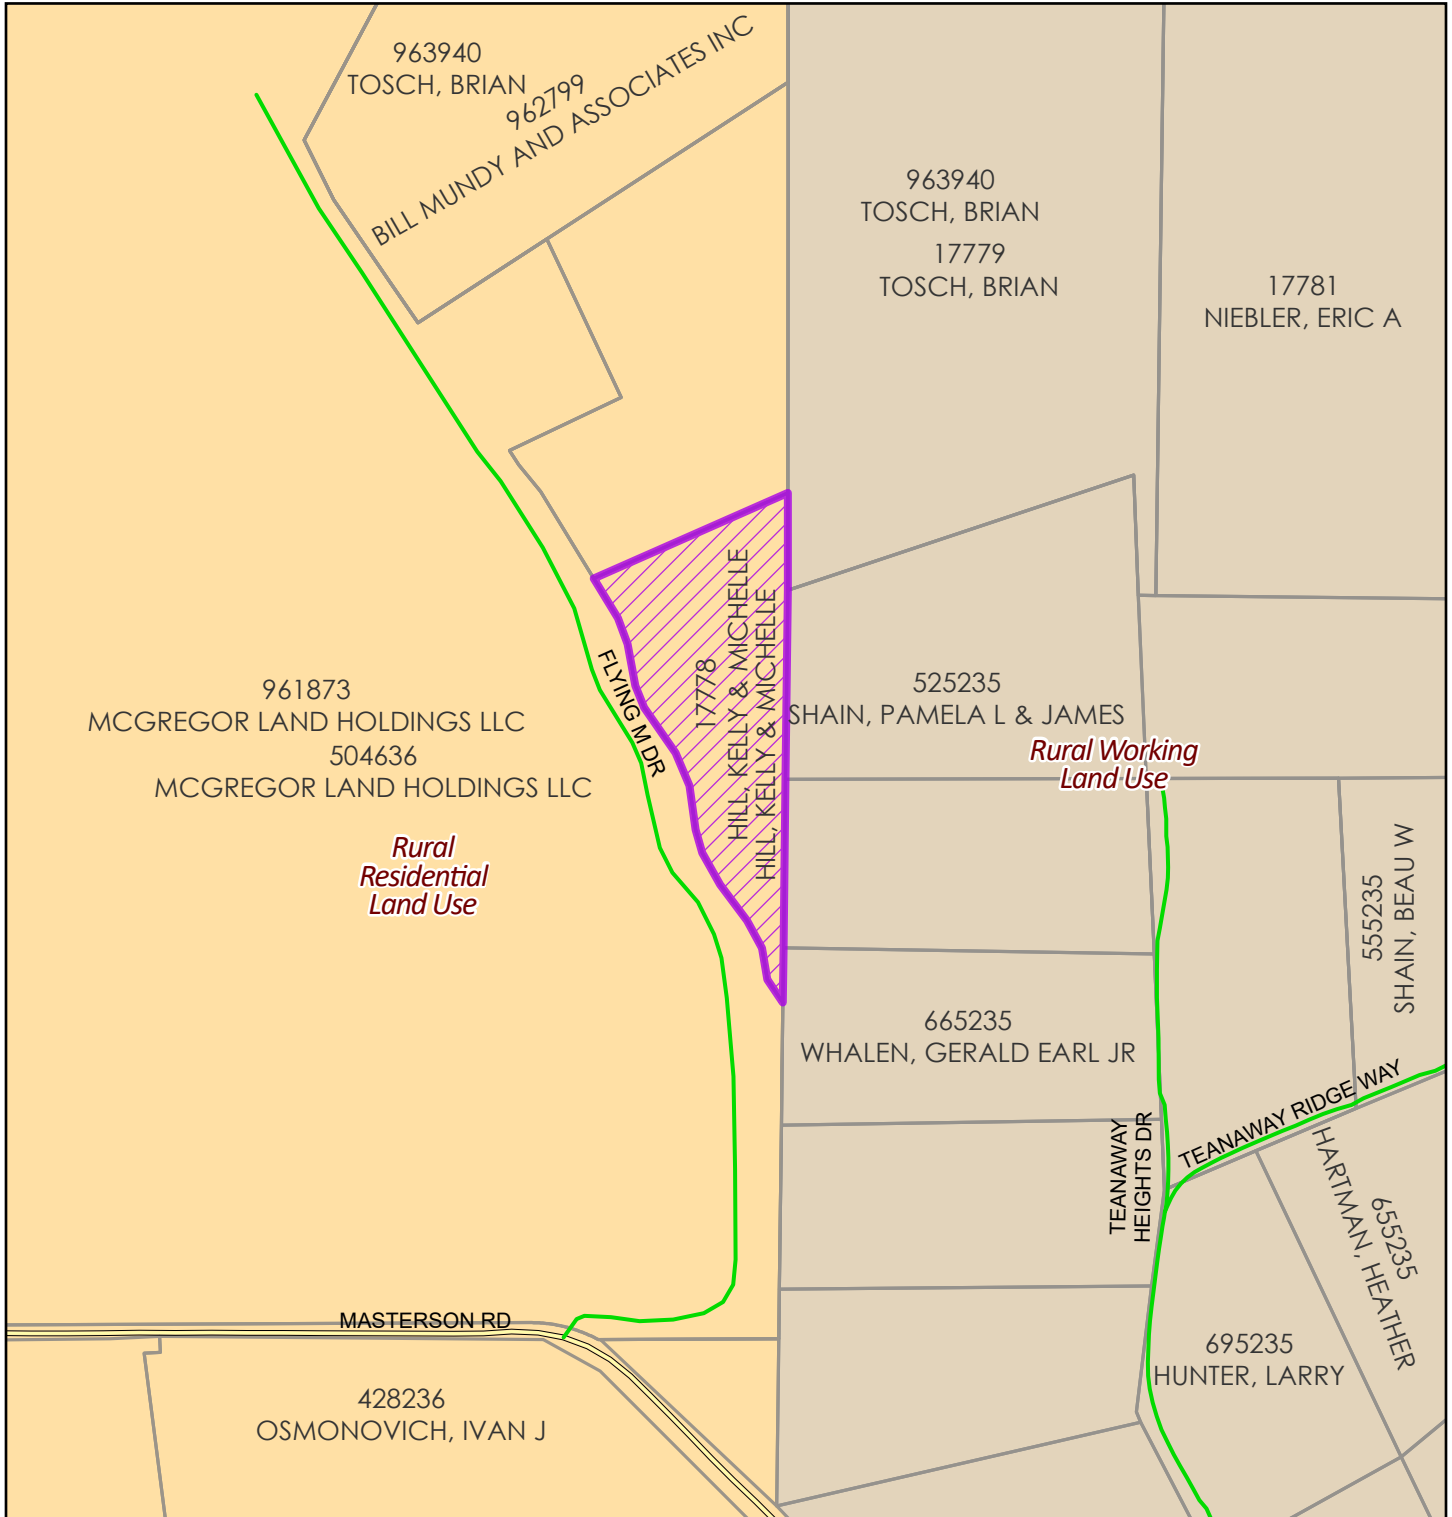 963940
TOSCH, BRIAN
962799
BILL MUNDY AND ASSOCIATES INC
963940
TOSCH, BRIAN
17779
TOSCH, BRIAN
17781
NIEBLER, ERIC A
17778
HILL, KELLY & MICHELLE
HILL, KELLY & MICHELLE
FLYING M DR
961873
MCGREGOR LAND HOLDINGS LLC
504636
MCGREGOR LAND HOLDINGS LLC
525235
SHAIN, PAMELA L & JAMES
Rural Working
Land Use
Rural
Residential
Land Use
555235
SHAIN, BEAU W
665235
WHALEN, GERALD EARL JR
TEANAWAY RIDGE WAY
TEANAWAY
HEIGHTS DR
655235
HARTMAN, HEATHER
MASTERSON RD
695235
HUNTER, LARRY
428236
OSMONOVICH, IVAN J